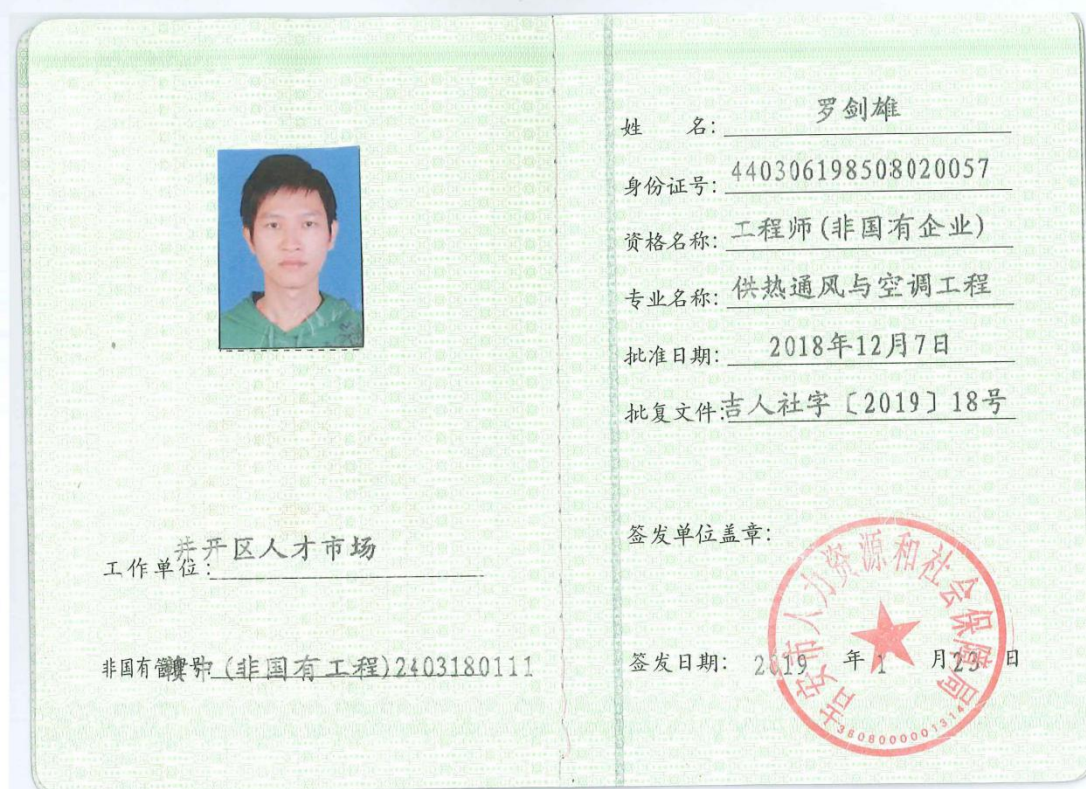 工作单位:井开区人才市场
(非国有工程)2403180111
姓 名:罗剑雄
身份证号:440306198508020057
资格名称:工程师(非国有企业)
专业名称:供热通风与空调工程
批准日期:2018年12月7日
批复文件:吉人社字〔2019〕18号
签发单位盖章:
吉安市人力资源和社会保障局
签发日期: 2019 年 1 月 23 日